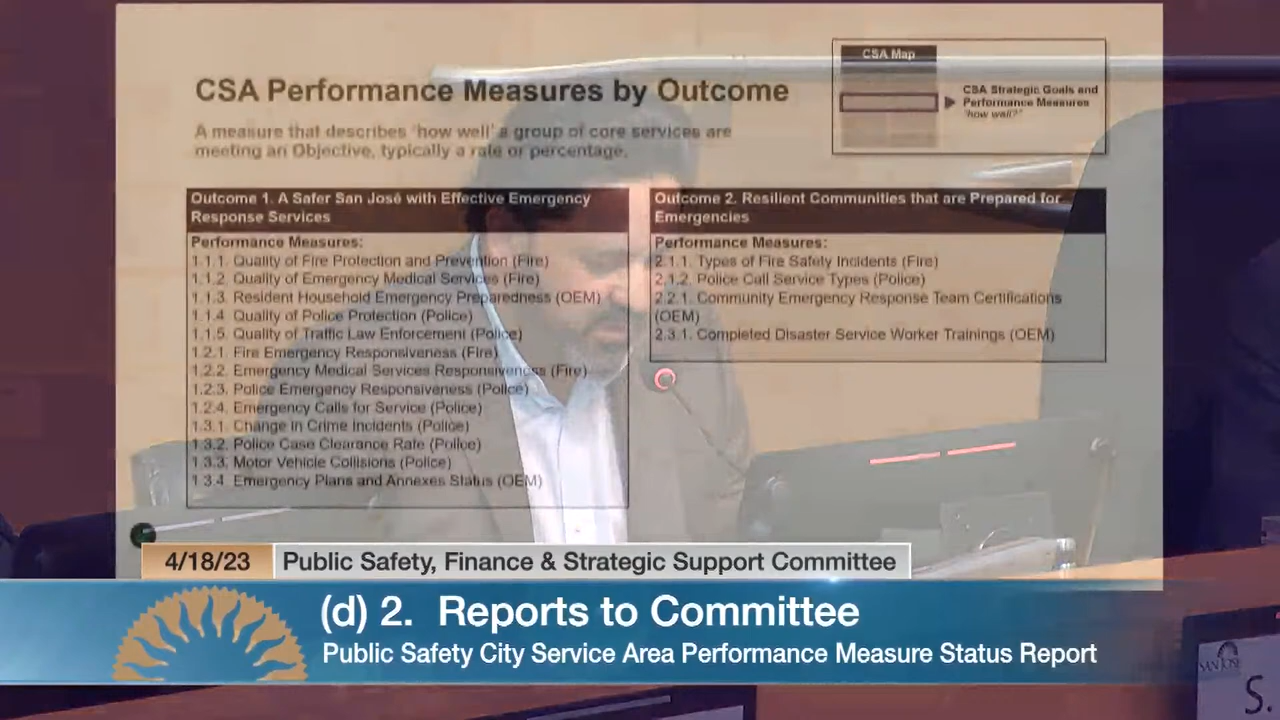 CSA Performance Measures by Outcome
A measure that describes 'how well' a group of core services are
meeting an Objective, typically a rate or percentage.
CSA Map
CSA Strategic Goals and
Performance Measures
"how well?"
Outcome 1. A Safer San José with Effective Emergency
Response Services
Performance Measures:
1.1.1. Quality of Fire Protection and Prevention (Fire)
1.1.2. Quality of Emergency Medical Services (Fire)
1.1.3. Resident Household Emergency Preparedness (OEM)
1.1.4. Quality of Police Protection (Police)
1.1.5. Quality of Traffic Law Enforcement (Police)
1.2.1. Fire Emergency Responsiveness (Fire)
1.2.2. Emergency Medical Services Responsiveness (Fire)
1.2.3. Police Emergency Responsiveness (Police)
1.2.4. Emergency Calls for Service (Police)
1.3.1. Change in Crime Incidents (Police)
1.3.2. Police Case Clearance Rate (Police)
1.3.3. Motor Vehicle Collisions (Police)
1.3.4. Emergency Plans and Annexes Status (OEM)
Outcome 2. Resilient Communities that are Prepared for
Emergencies
Performance Measures:
2.1.1. Types of Fire Safety Incidents (Fire)
2.1.2. Police Call Service Types (Police)
2.2.1. Community Emergency Response Team Certifications
(OEM)
2.3.1. Completed Disaster Service Worker Trainings (OEM)
4/18/23
Public Safety, Finance & Strategic Support Committee
(d) 2. Reports to Committee
Public Safety City Service Area Performance Measure Status Report
SAN JOSE
S.